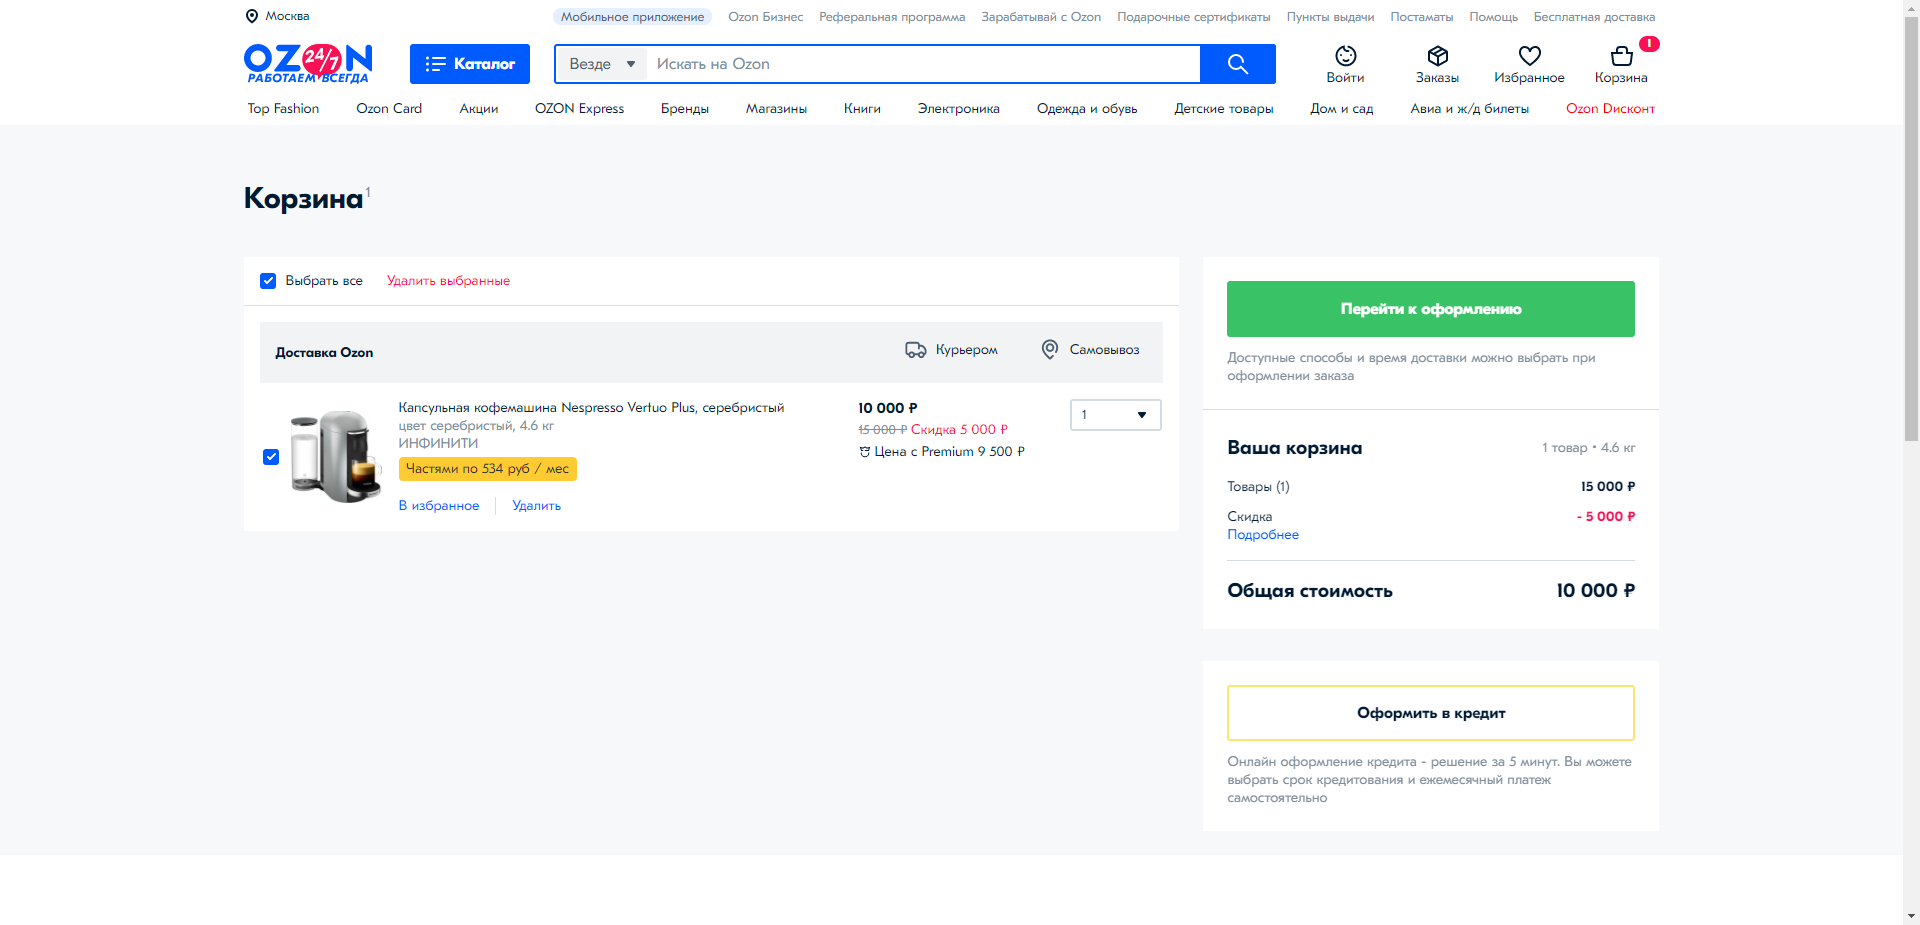 Москва
Мобильное приложение Ozon Бизнес Реферальная программа Зарабатывай с Ozon Подарочные сертификаты Пункты выдачи Постаматы Помощь Бесплатная доставка
OZON 24/7
РАБОТАЕМ ВСЕГДА
Каталог
Везде Искать на Ozon
Войти Заказы Избранное Корзина 1
Top Fashion Ozon Card Акции OZON Express Бренды Магазины Книги Электроника Одежда и обувь Детские товары Дом и сад Авиа и ж/д билеты Ozon Dисконт
Корзина 1
Выбрать все Удалить выбранные
Доставка Ozon Курьером Самовывоз
Капсульная кофемашина Nespresso Vertuo Plus, серебристый
цвет серебристый, 4.6 кг
ИНФИНИТИ
Частями по 534 руб / мес
В избранное Удалить
10 000 ₽
15 000 ₽ Скидка 5 000 ₽
Цена с Premium 9 500 ₽
1
Перейти к оформлению
Доступные способы и время доставки можно выбрать при
оформлении заказа
Ваша корзина 1 товар • 4.6 кг
Товары (1) 15 000 ₽
Скидка - 5 000 ₽
Подробнее
Общая стоимость 10 000 ₽
Оформить в кредит
Онлайн оформление кредита - решение за 5 минут. Вы можете
выбрать срок кредитования и ежемесячный платеж
самостоятельно